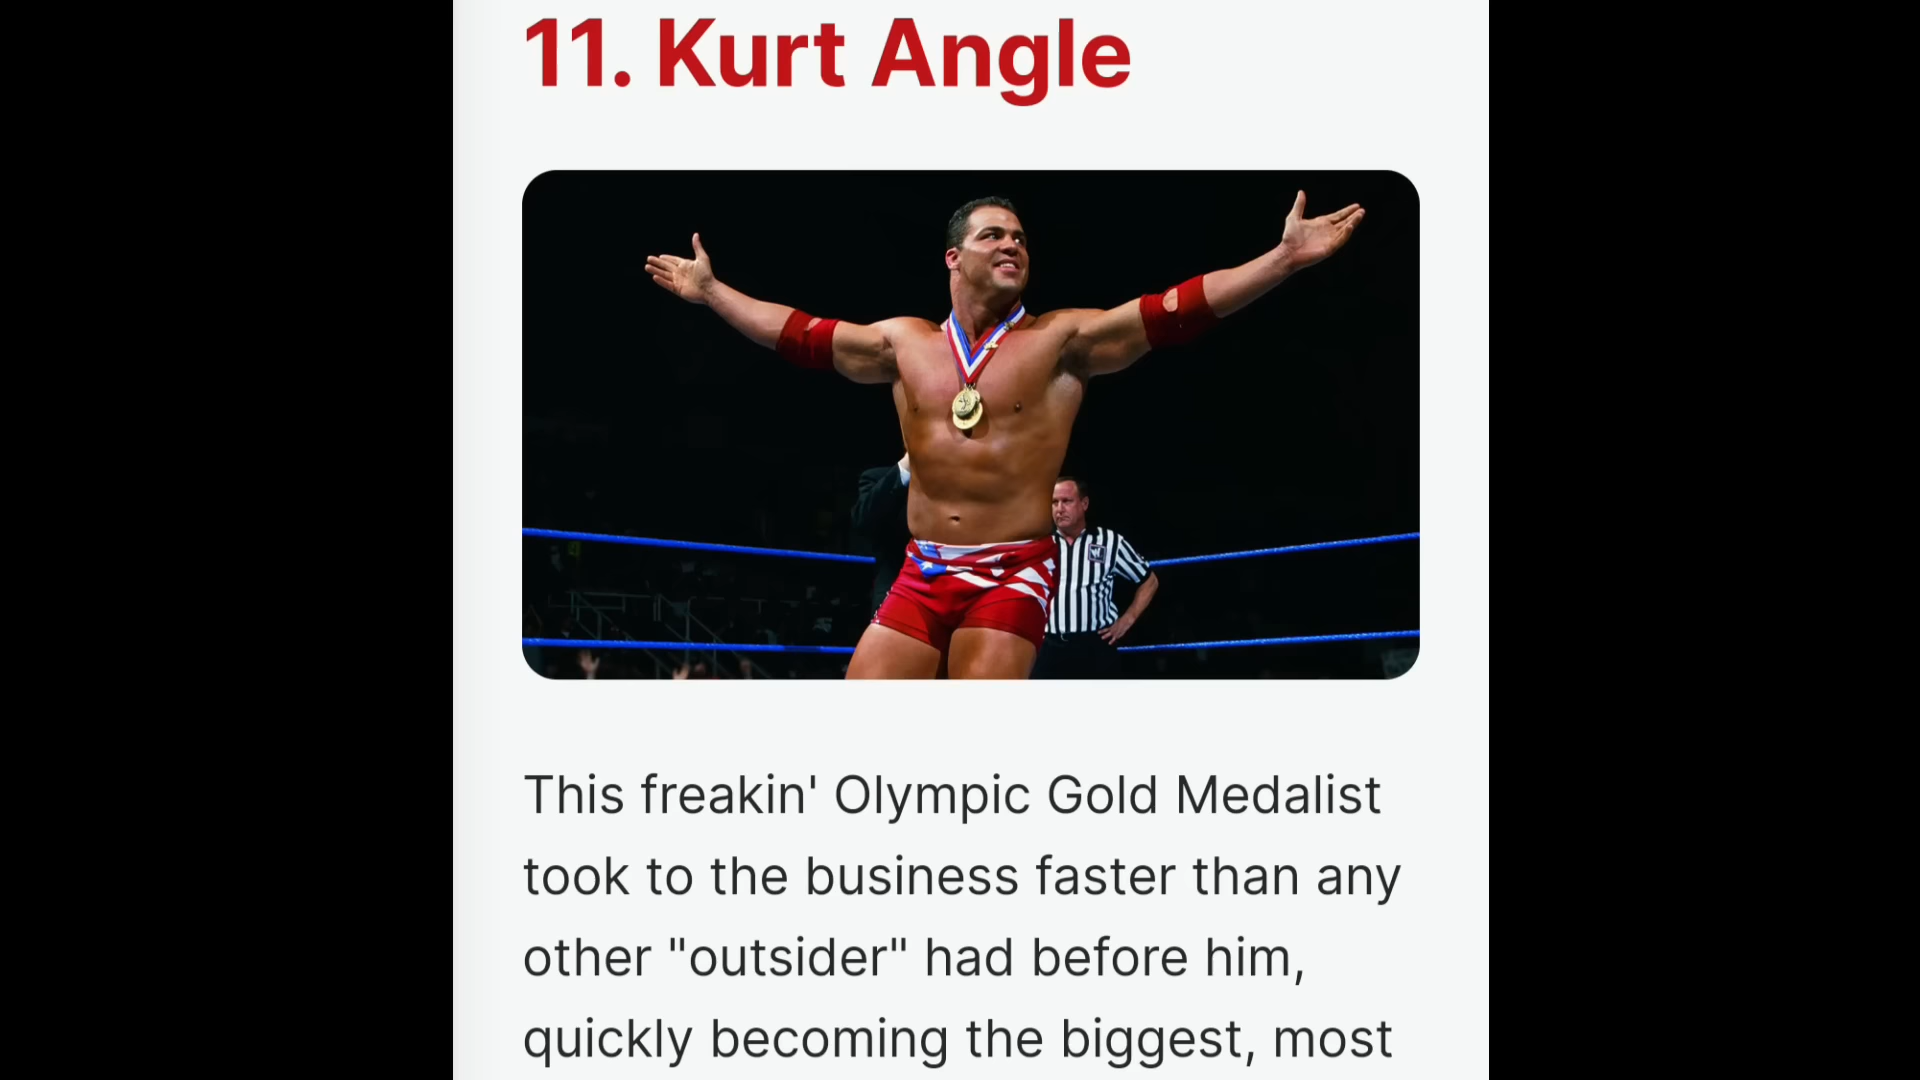 11. Kurt Angle
This freakin' Olympic Gold Medalist
took to the business faster than any
other "outsider" had before him,
quickly becoming the biggest, most